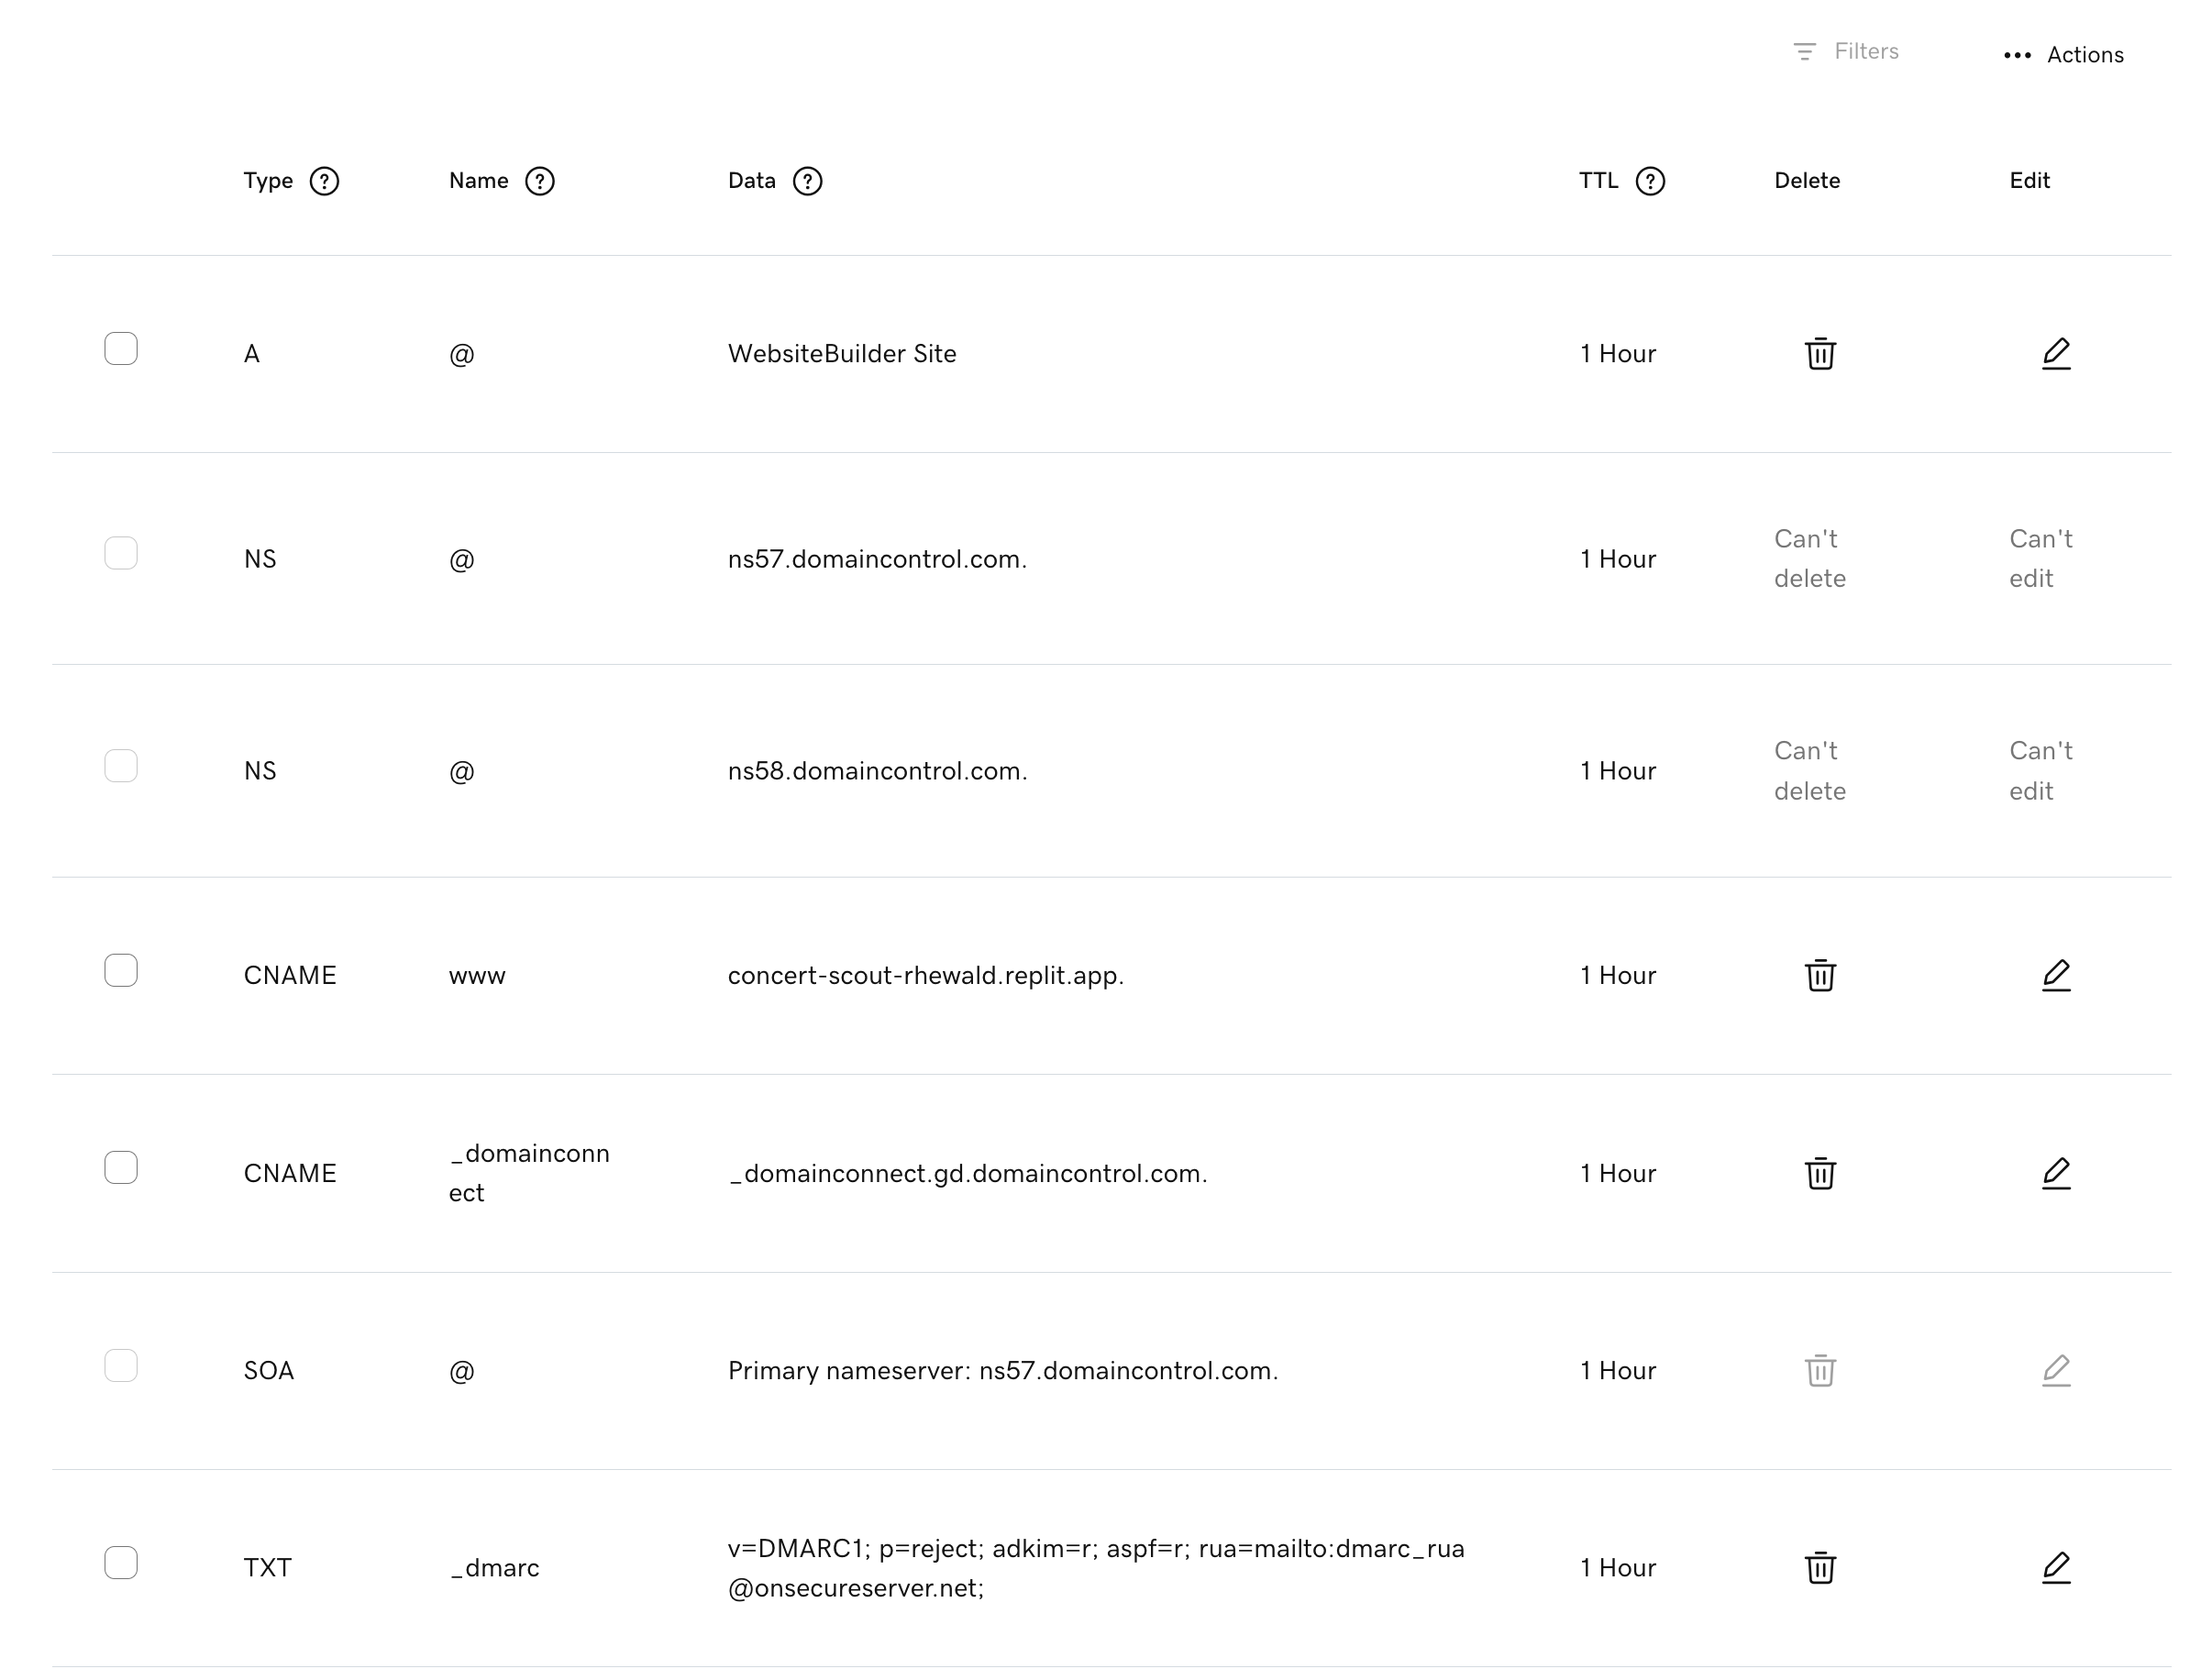 Filters
Actions
Type
Name
Data
TTL
Delete
Edit
A
@
WebsiteBuilder Site
1 Hour
NS
@
ns57.domaincontrol.com.
1 Hour
Can't
delete
Can't
edit
NS
@
ns58.domaincontrol.com.
1 Hour
Can't
delete
Can't
edit
CNAME
www
concert-scout-rhewald.replit.app.
1 Hour
CNAME
_domainconn
ect
_domainconnect.gd.domaincontrol.com.
1 Hour
SOA
@
Primary nameserver: ns57.domaincontrol.com.
1 Hour
TXT
_dmarc
v=DMARC1; p=reject; adkim=r; aspf=r; rua=mailto:dmarc_rua
@onsecureserver.net;
1 Hour